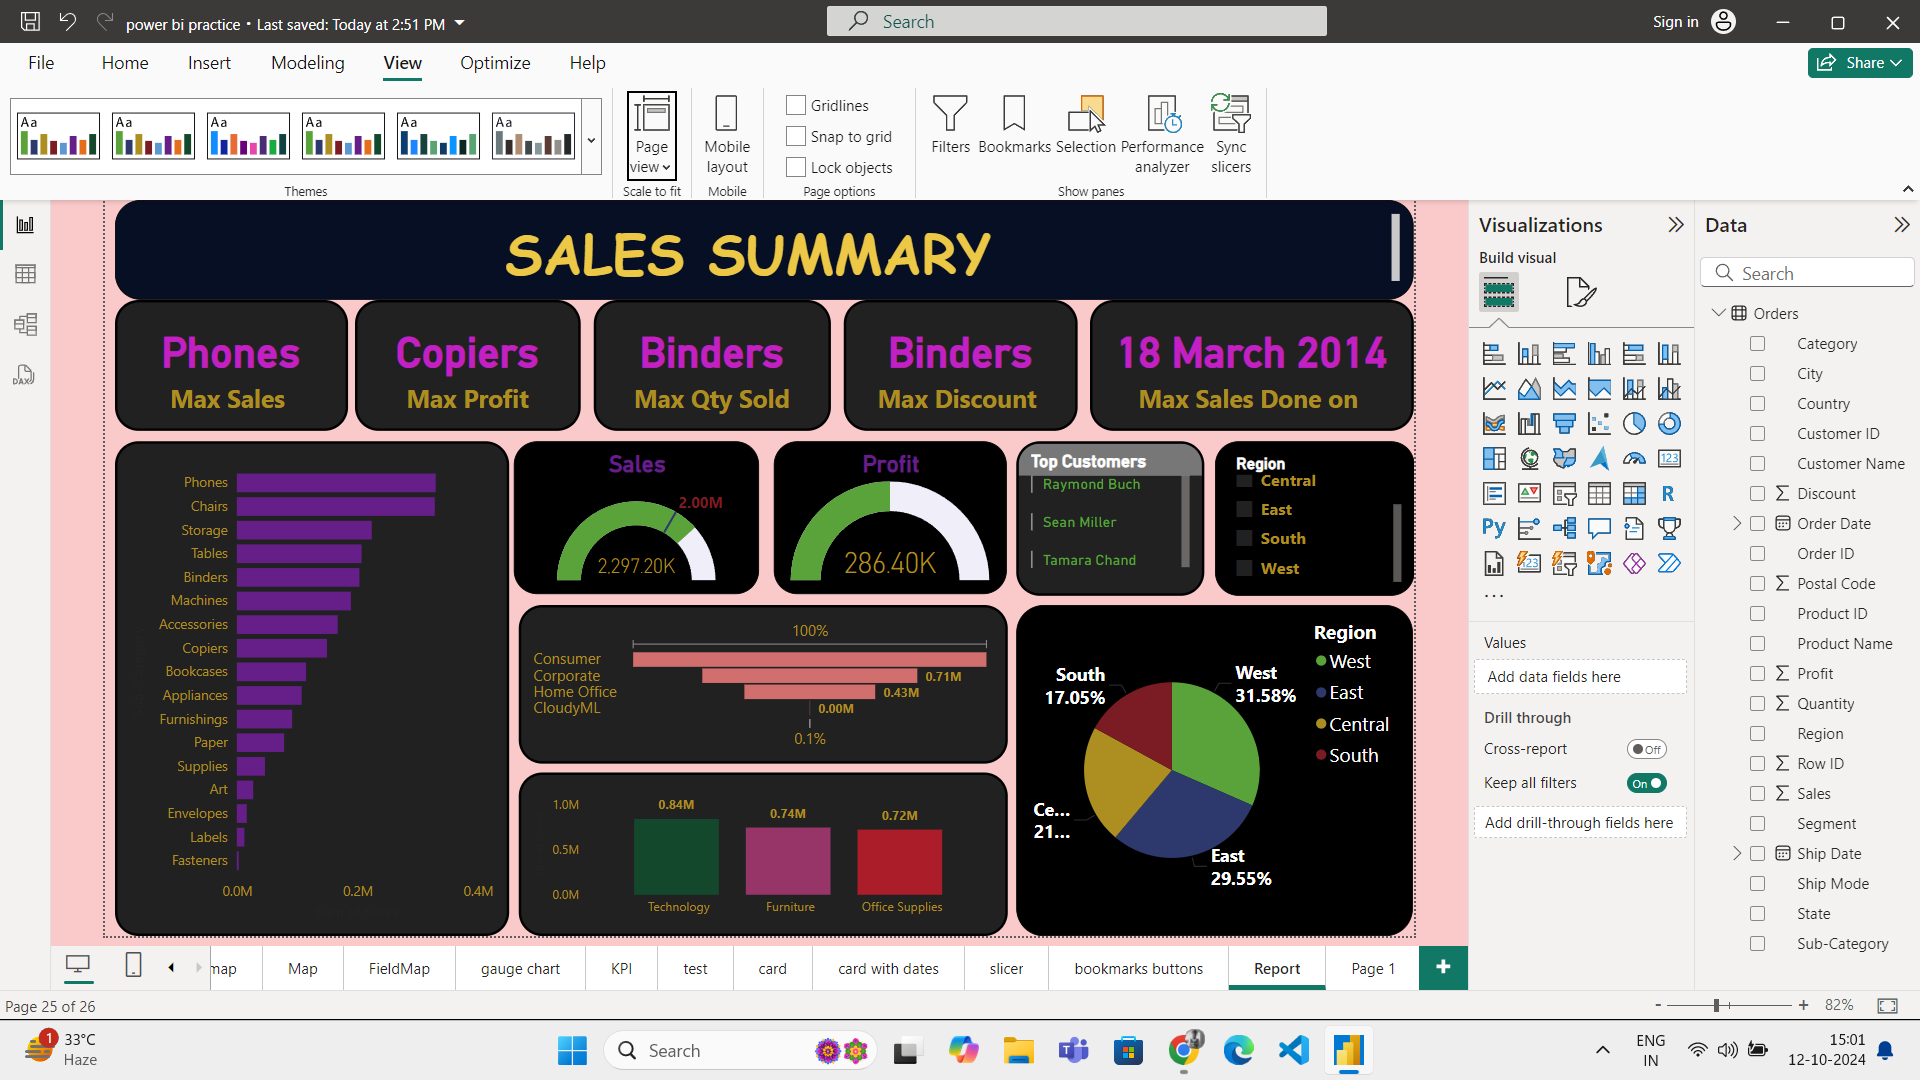 power bi practice • Last saved: Today at 2:51 PM
Search
Sign in
File
Home
Insert
Modeling
View
Optimize
Help
Share
Aa
Aa
Aa
Aa
Aa
Aa
Themes
Page
view
Scale to fit
Mobile
layout
Mobile
Gridlines
Snap to grid
Lock objects
Page options
Filters
Bookmarks
Selection
Performance
analyzer
Sync
slicers
Show panes
SALES SUMMARY
Phones
Max Sales
Copiers
Max Profit
Binders
Max Qty Sold
Binders
Max Discount
18 March 2014
Max Sales Done on
Phones
Chairs
Storage
Tables
Binders
Machines
Accessories
Copiers
Bookcases
Appliances
Furnishings
Paper
Supplies
Art
Envelopes
Labels
Fasteners
0.0M
0.2M
0.4M
Sales
2.00M
2,297.20K
Profit
286.40K
Top Customers
Raymond Buch
Sean Miller
Tamara Chand
Region
Central
East
South
West
100%
Consumer
Corporate
0.71M
Home Office
0.43M
CloudyML
0.00M
0.1%
1.0M
0.5M
0.0M
0.84M
0.74M
0.72M
Technology
Furniture
Office Supplies
South
17.05%
West
31.58%
Ce...
21...
East
29.55%
Region
West
East
Central
South
Visualizations
Build visual
123
R
Py
123
...
Values
Add data fields here
Drill through
Cross-report
Off
Keep all filters
On
Add drill-through fields here
Data
Search
Orders
Category
City
Country
Customer ID
Customer Name
Discount
Order Date
Order ID
Postal Code
Product ID
Product Name
Profit
Quantity
Region
Row ID
Sales
Segment
Ship Date
Ship Mode
State
Sub-Category
map
Map
FieldMap
gauge chart
KPI
test
card
card with dates
slicer
bookmarks buttons
Report
Page 1
+
Page 25 of 26
- + 82%
1
33°C
Haze
Search
ENG
IN
15:01
12-10-2024